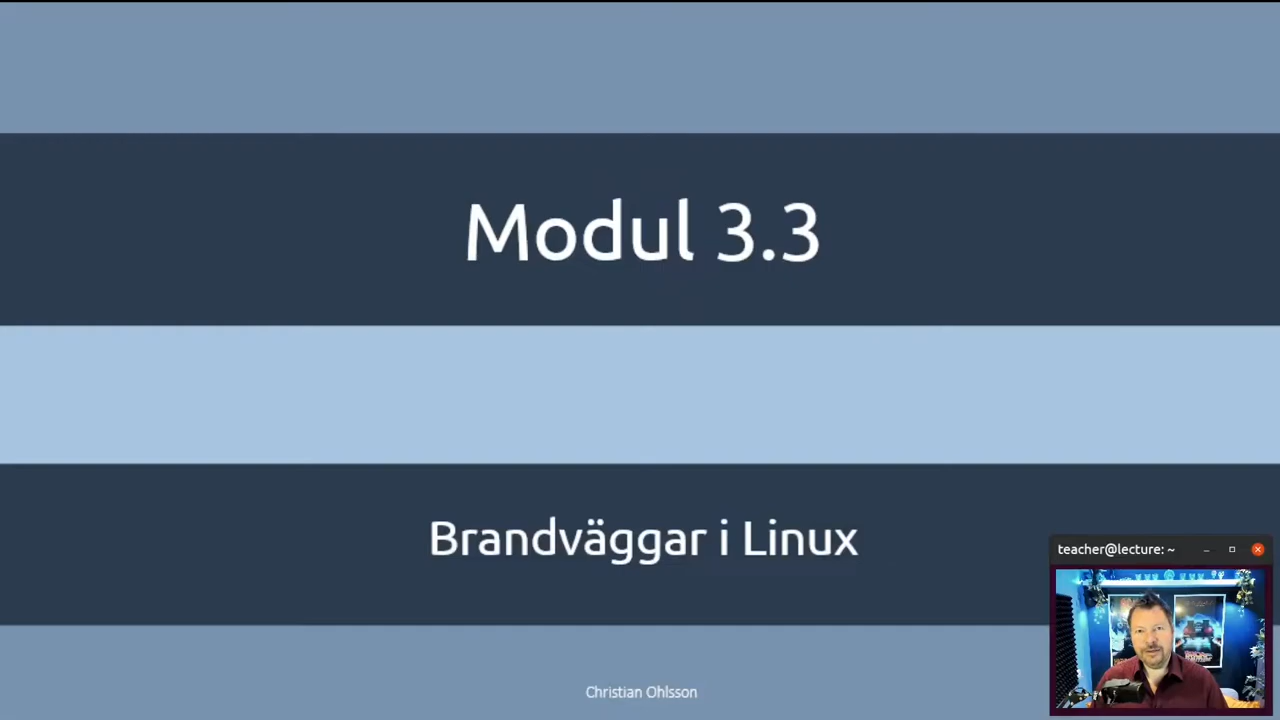 Modul 3.3
Brandväggar i Linux
teacher@lecture: ~
Christian Ohlsson